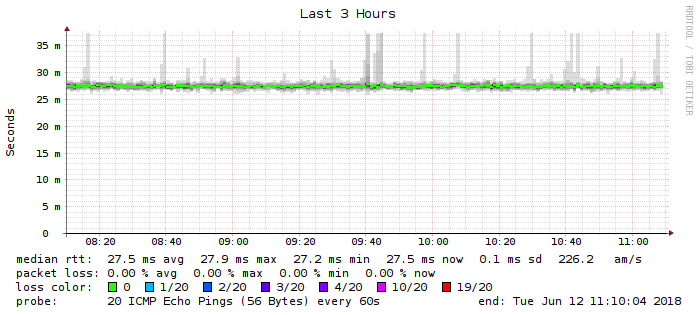 Last 3 Hours
RRDTOOL / TOBI OETIKER
Seconds
35 m
30 m
25 m
20 m
15 m
10 m
5 m
0
08:20 08:40 09:00 09:20 09:40 10:00 10:20 10:40 11:00
median rtt: 27.5 ms avg 27.9 ms max 27.2 ms min 27.5 ms now 0.1 ms sd 226.2 am/s
packet loss: 0.00 % avg 0.00 % max 0.00 % min 0.00 % now
loss color: 0 1/20 2/20 3/20 4/20 10/20 19/20
probe: 20 ICMP Echo Pings (56 Bytes) every 60s end: Tue Jun 12 11:10:04 2018